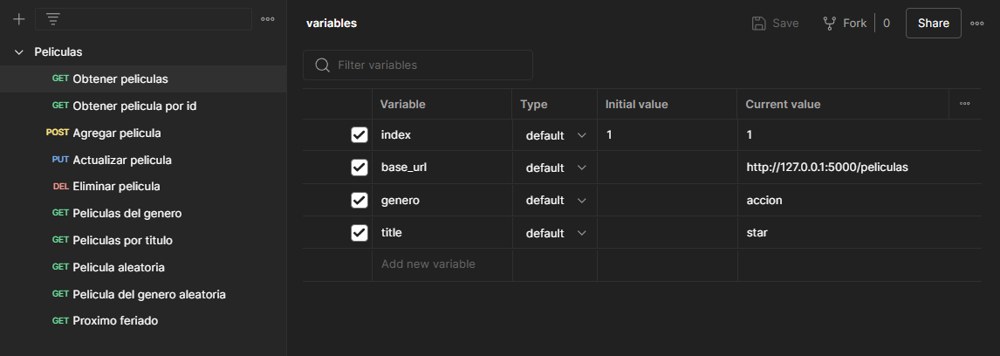 variables
Save
Fork
0
Share
Peliculas
GET Obtener peliculas
GET Obtener pelicula por id
POST Agregar pelicula
PUT Actualizar pelicula
DEL Eliminar pelicula
GET Peliculas del genero
GET Peliculas por titulo
GET Pelicula aleatoria
GET Pelicula del genero aleatoria
GET Proximo feriado
Filter variables
Variable Type Initial value Current value
index default 1 1
base_url default http://127.0.0.1:5000/peliculas
genero default accion
title default star
Add new variable